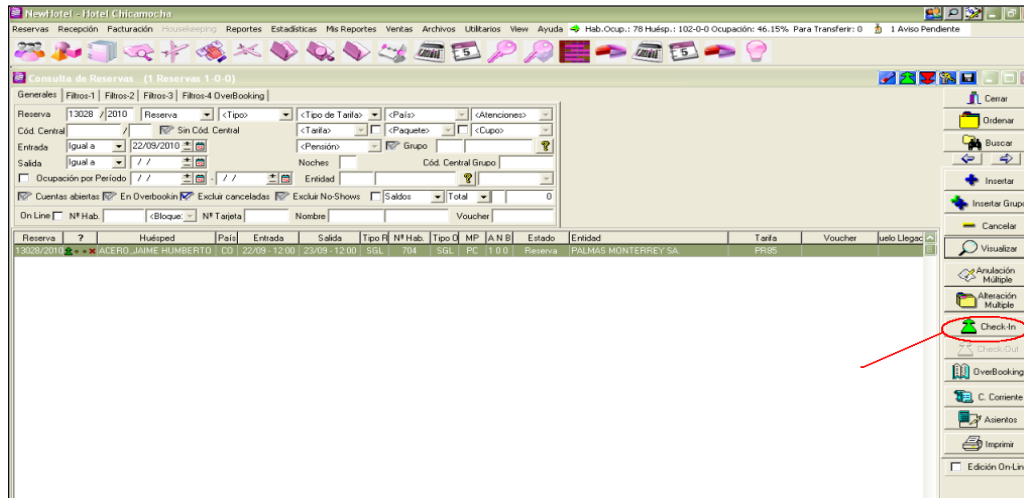 NewHotel - Hotel Chicamocha
Reservas Recepción Facturación Housekeeping Reportes Estadísticas Mis Reportes Ventas Archivos Utilitarios View Ayuda Hab.Ocup.: 78 Huésp.: 102-0-0 Ocupación: 46.15% Para Transferir: 0 1 Aviso Pendente
Consulta de Reservas (1 Reservas 1-0-0)
Generales Filtros-1 Filtros-2 Filtros-3 Filtros-4 OverBooking
Reserva 13028 / 2010 Reserva <Tipo> <Tipo de Tarifa> <País> <Atenciones>
Cód. Central / Sin Cód. Central <Tarifa> <Paquete> <Cupo>
Entrada Igual a 22/09/2010 <Pensión> Grupo ?
Salida Igual a / / Noches Cód. Central Grupo
Ocupación por Período / / - / / Entidad ?
Cuentas abiertas En Overbookin Excluir canceladas Excluir No-Shows Saldos Total 0
On Line Nº Hab. <Bloque: Nº Tarjeta Nombre Voucher
Reserva ? Huésped País Entrada Salida Tipo R Nº Hab. Tipo O MP A N B Estado Entidad Tarifa Voucher uelo Llegac
13028/2010 ACERO ,JAIME HUMBERTO CO 22/09 - 12:00 23/09 - 12:00 SGL 704 SGL PC 1 0 0 Reserva PALMAS MONTERREY SA. PR85
Cerrar
Ordenar
Buscar
Insertar
Insertar Grupo
Cancelar
Visualizar
Anulación Múltiple
Alteración Multiple
Check-In
Check-Out
OverBooking
C. Corriente
Asientos
Imprimir
Edición On-Lin